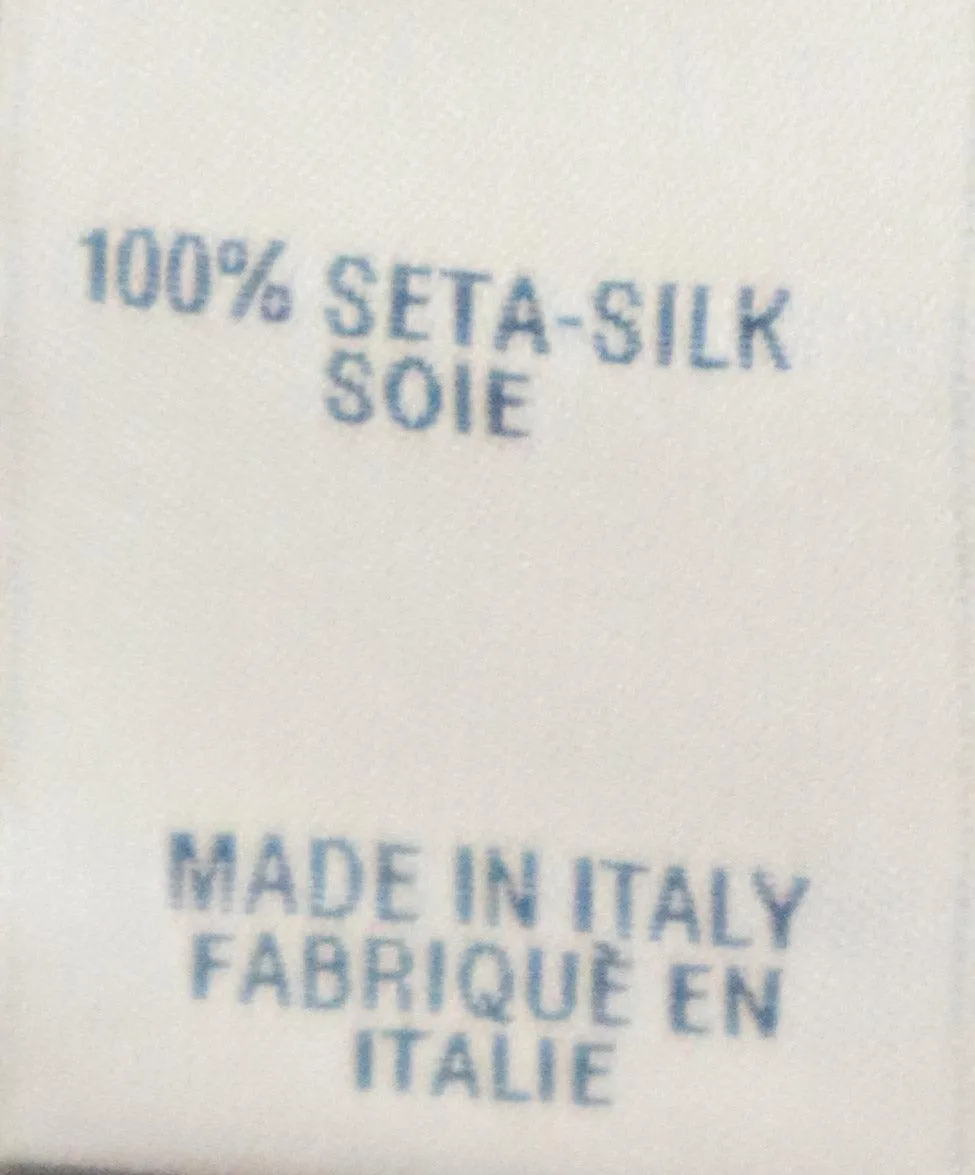 100% SETA-SILK
SOIE
MADE IN ITALY
FABRIQUÈ EN
ITALIE